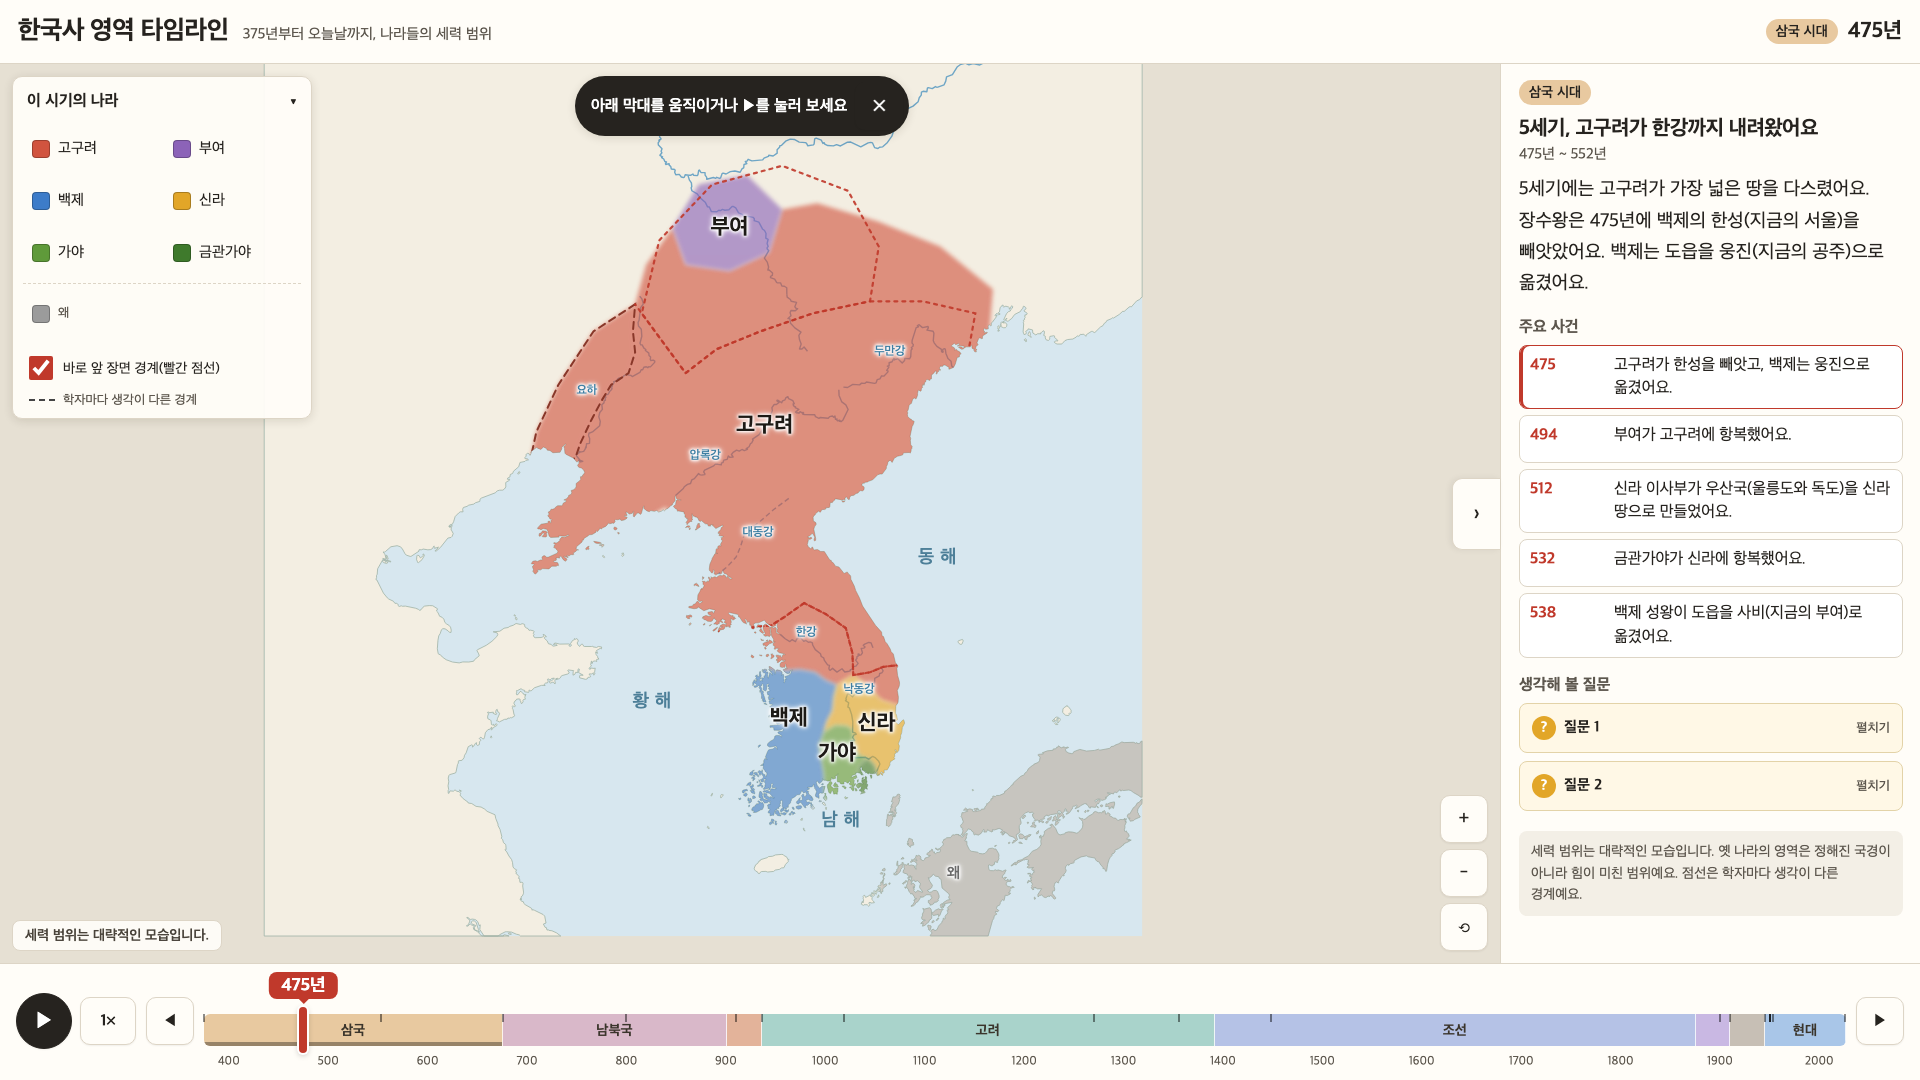 한국사 영역 타임라인 375년부터 오늘날까지, 나라들의 세력 범위
삼국 시대 475년
이 시기의 나라 ▼
고구려 부여
백제 신라
가야 금관가야
왜
바로 앞 장면 경계(빨간 점선)
학자마다 생각이 다른 경계
아래 막대를 움직이거나 ▶를 눌러 보세요 ✕
부여
두만강
요하
고구려
압록강
대동강
동 해
한강
낙동강
황 해
백제
신라
가야
남 해
왜
세력 범위는 대략적인 모습입니다.
›
+
−
⟲
삼국 시대
5세기, 고구려가 한강까지 내려왔어요
475년 ~ 552년
5세기에는 고구려가 가장 넓은 땅을 다스렸어요.
장수왕은 475년에 백제의 한성(지금의 서울)을
빼앗았어요. 백제는 도읍을 웅진(지금의 공주)으로
옮겼어요.
주요 사건
475 고구려가 한성을 빼앗고, 백제는 웅진으로
옮겼어요.
494 부여가 고구려에 항복했어요.
512 신라 이사부가 우산국(울릉도와 독도)을 신라
땅으로 만들었어요.
532 금관가야가 신라에 항복했어요.
538 백제 성왕이 도읍을 사비(지금의 부여)로
옮겼어요.
생각해 볼 질문
? 질문 1 펼치기
? 질문 2 펼치기
세력 범위는 대략적인 모습입니다. 옛 나라의 영역은 정해진 국경이
아니라 힘이 미친 범위예요. 점선은 학자마다 생각이 다른
경계예요.
475년
▶ 1× ◀ 삼국 남북국 고려 조선 현대 ▶
400 500 600 700 800 900 1000 1100 1200 1300 1400 1500 1600 1700 1800 1900 2000